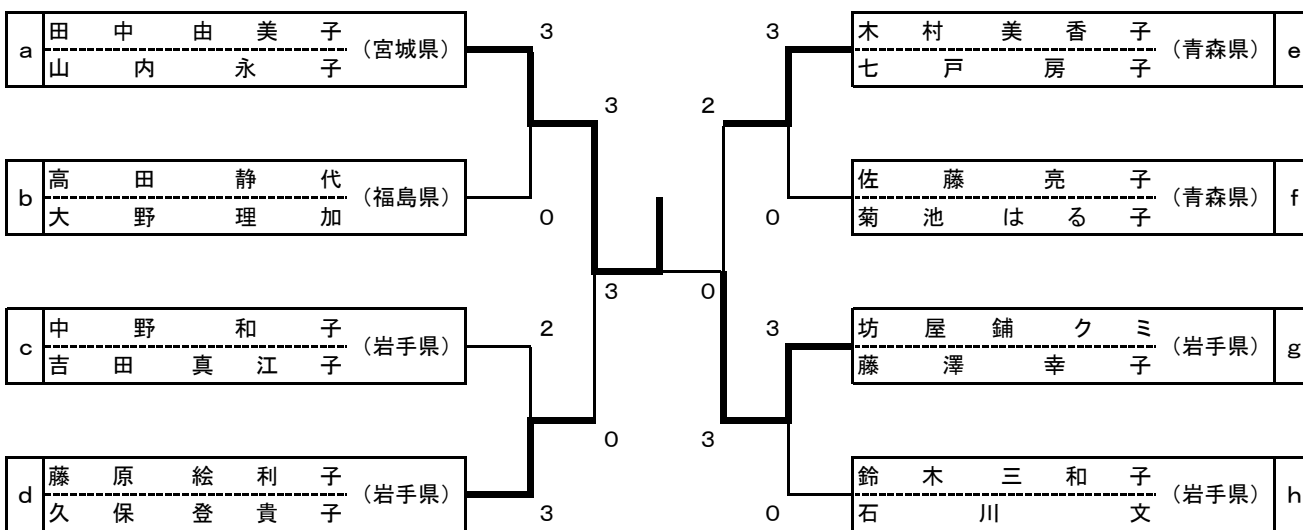 a 田中由美子 (宮城県)
山内永子
b 高田静代 (福島県)
大野理加
c 中野和子 (岩手県)
吉田真江子
d 藤原絵利子 (岩手県)
久保登貴子
3
0
2
3
3
0
3
0
2
3
3
0
3
0
木村美香子 (青森県) e
七戸房子
佐藤亮子 (青森県) f
菊池はる子
坊屋鋪クミ (岩手県) g
藤澤幸子
鈴木三和子 (岩手県) h
石川文